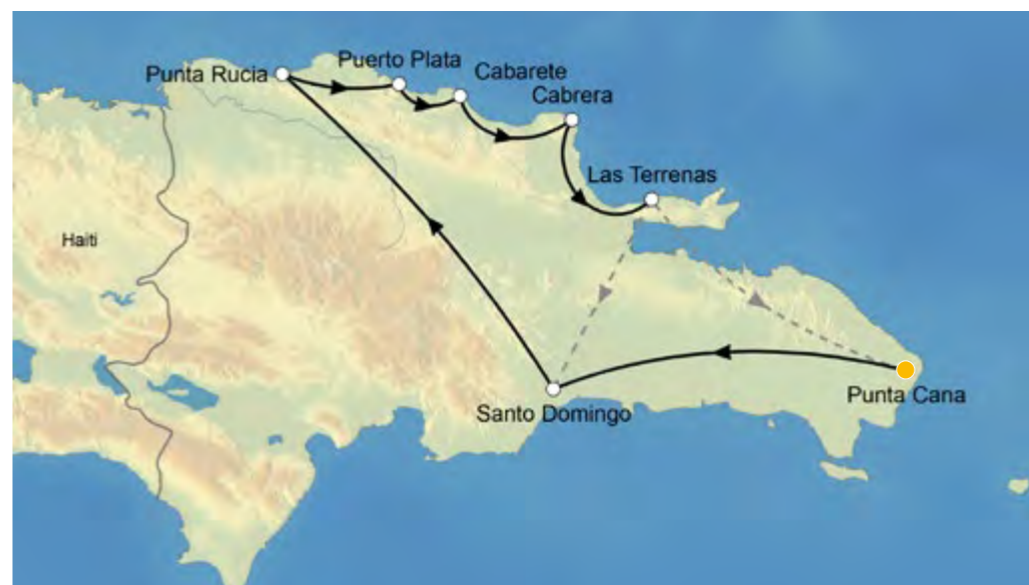 Puerto Plata
Punta Rucia
Cabarete
Cabrera
Las Terrenas
Haiti
Punta Cana
Santo Domingo